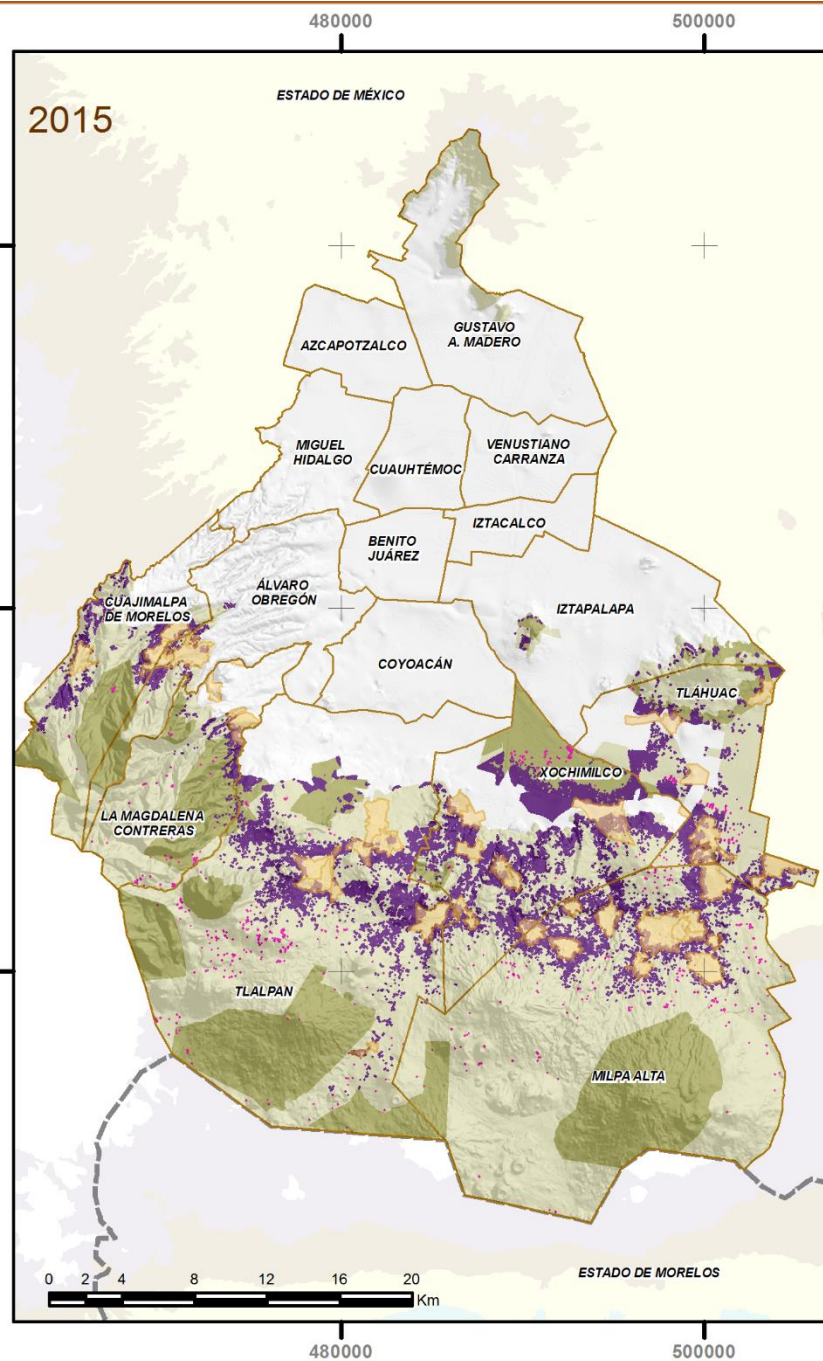 480000
500000
ESTADO DE MÉXICO
2015
GUSTAVO
A. MADERO
AZCAPOTZALCO
MIGUEL
HIDALGO
CUAUHTÉMOC
VENUSTIANO
CARRANZA
IZTACALCO
BENITO
JUÁREZ
ÁLVARO
OBREGÓN
CUAJIMALPA
DE MORELOS
IZTAPALAPA
COYOACÁN
TLÁHUAC
XOCHIMILCO
LA MAGDALENA
CONTRERAS
TLALPAN
MILPA ALTA
0 2 4 8 12 16 20
Km
ESTADO DE MORELOS
480000
500000